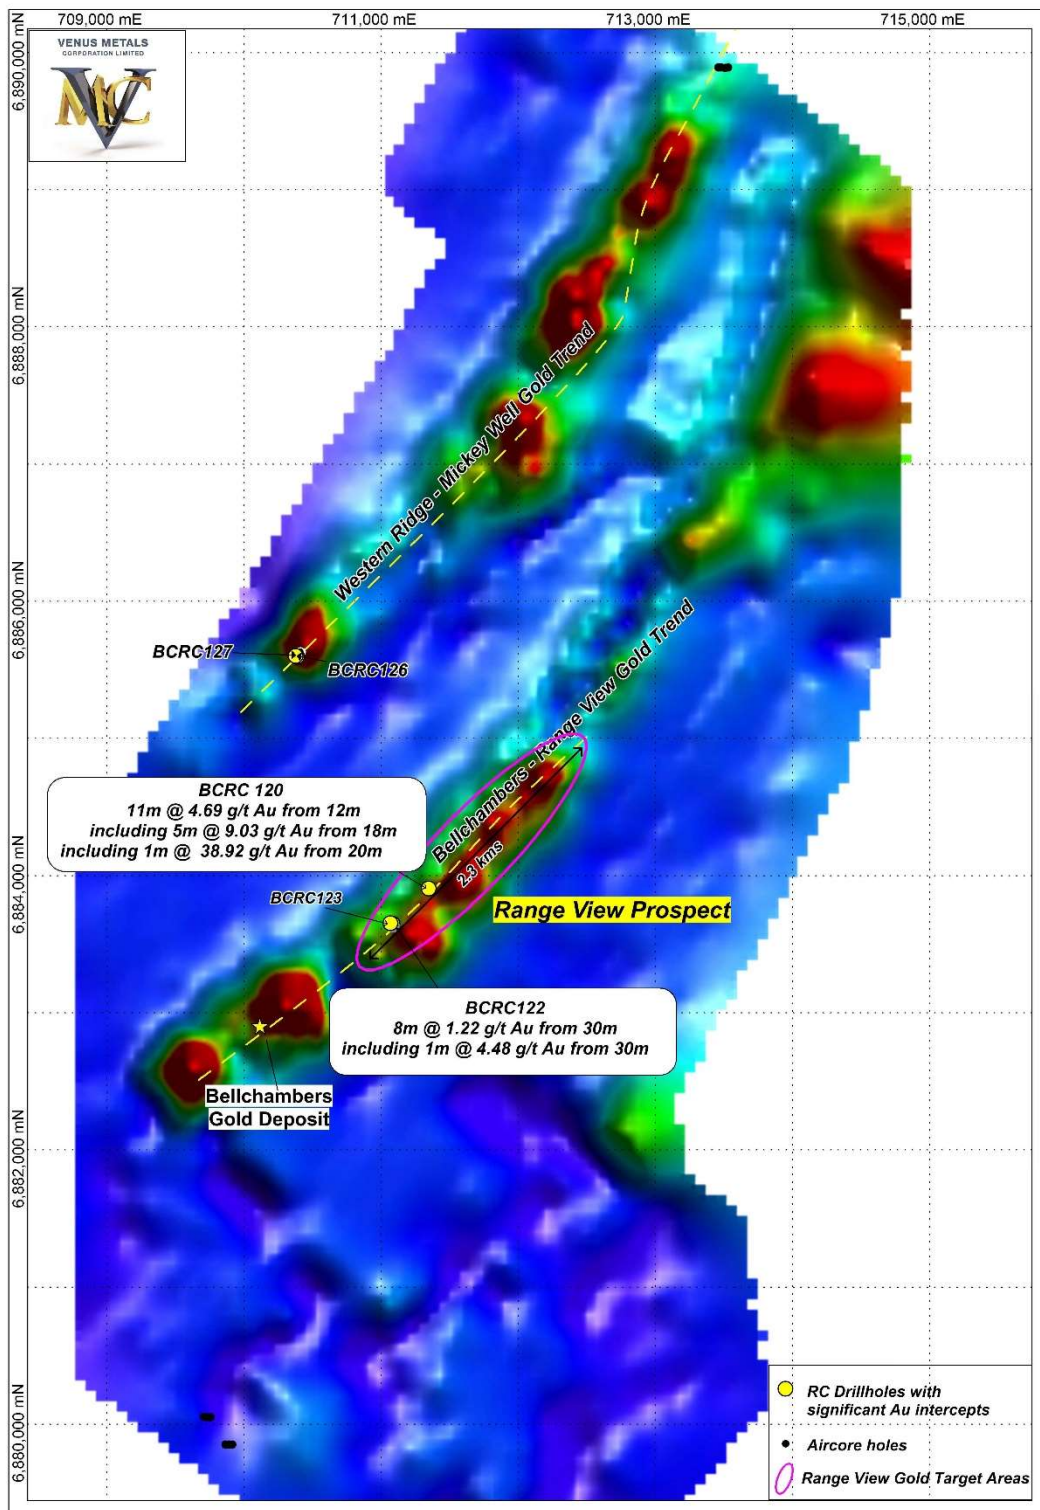 709,000 mE
711,000 mE
713,000 mE
715,000 mE
6,890,000 mN
VENUS METALS
CORPORATION LIMITED
VMC
6,888,000 mN
Western Ridge - Mickey Well Gold Trend
6,886,000 mN
BCRC127
BCRC126
Bellchambers - Range View Gold Trend
BCRC 120
11m @ 4.69 g/t Au from 12m
including 5m @ 9.03 g/t Au from 18m
including 1m @ 38.92 g/t Au from 20m
2.3 kms
6,884,000 mN
BCRC123
Range View Prospect
BCRC122
8m @ 1.22 g/t Au from 30m
including 1m @ 4.48 g/t Au from 30m
Bellchambers
Gold Deposit
6,882,000 mN
6,880,000 mN
RC Drillholes with
significant Au intercepts
Aircore holes
Range View Gold Target Areas